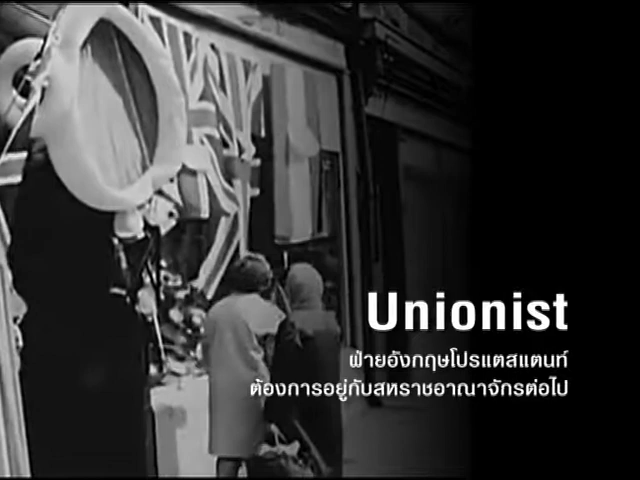 Unionist
ฝ่ายอังกฤษโปรแตสแตนท์
ต้องการอยู่กับสหราชอาณาจักรต่อไป